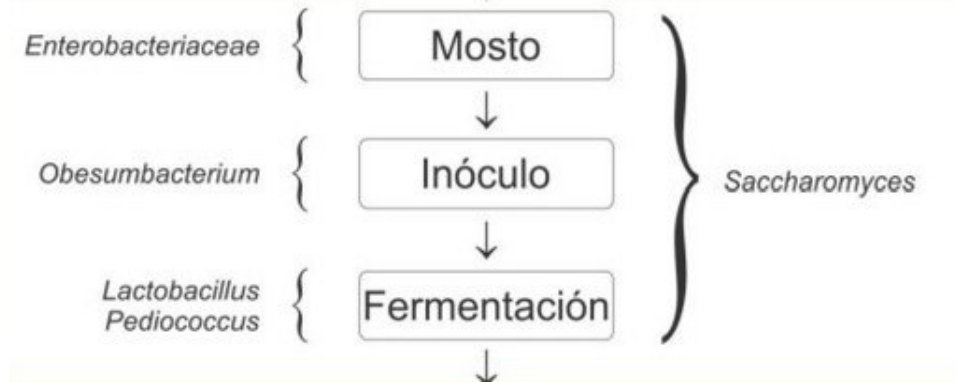 Enterobacteriaceae
Mosto
Obesumbacterium
Inóculo
Saccharomyces
Lactobacillus
Pediococcus
Fermentación